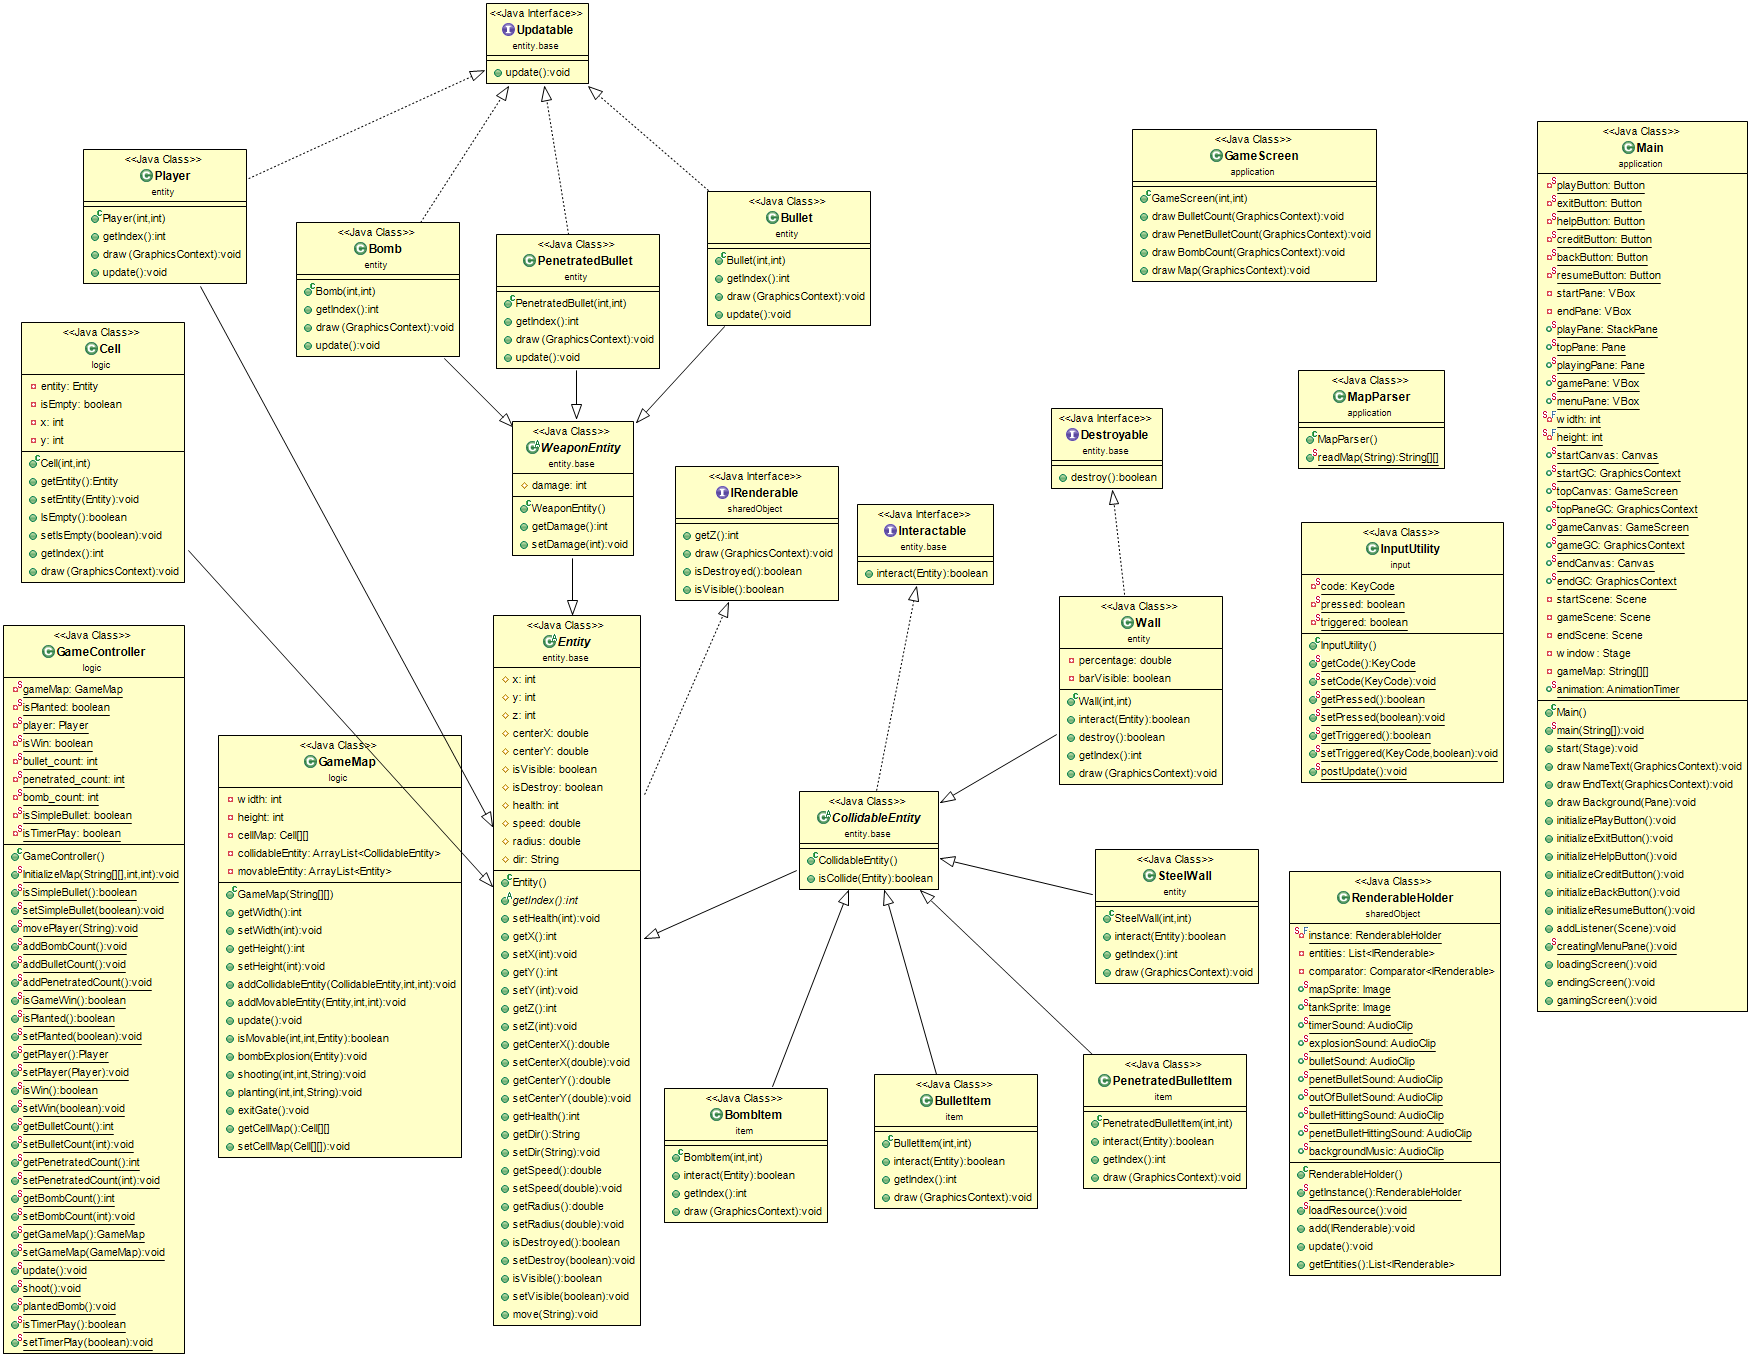 <<Java Interface>>
Updatable
entity.base
update():void
<<Java Class>>
Player
entity
Player(int,int)
getIndex():int
draw(GraphicsContext):void
update():void
<<Java Class>>
Bomb
entity
Bomb(int,int)
getIndex():int
draw(GraphicsContext):void
update():void
<<Java Class>>
PenetratedBullet
entity
PenetratedBullet(int,int)
getIndex():int
draw(GraphicsContext):void
update():void
<<Java Class>>
Bullet
entity
Bullet(int,int)
getIndex():int
draw(GraphicsContext):void
update():void
<<Java Class>>
GameScreen
application
GameScreen(int,int)
draw BulletCount(GraphicsContext):void
draw PenetBulletCount(GraphicsContext):void
draw BombCount(GraphicsContext):void
draw Map(GraphicsContext):void
<<Java Class>>
Main
application
playButton: Button
exitButton: Button
helpButton: Button
creditButton: Button
backButton: Button
resumeButton: Button
startPane: VBox
endPane: VBox
playPane: StackPane
topPane: Pane
playingPane: Pane
gamePane: VBox
menuPane: VBox
width: int
height: int
startCanvas: Canvas
startGC: GraphicsContext
topCanvas: GameScreen
topPaneGC: GraphicsContext
gameCanvas: GameScreen
gameGC: GraphicsContext
endCanvas: Canvas
endGC: GraphicsContext
startScene: Scene
gameScene: Scene
endScene: Scene
window: Stage
gameMap: String[][]
animation: AnimationTimer
Main()
main(String[]):void
start(Stage):void
draw NameText(GraphicsContext):void
draw EndText(GraphicsContext):void
draw Background(Pane):void
initializePlayButton():void
initializeExitButton():void
initializeHelpButton():void
initializeCreditButton():void
initializeBackButton():void
initializeResumeButton():void
addListener(Scene):void
creatingMenuPane():void
loadingScreen():void
endingScreen():void
gamingScreen():void
<<Java Class>>
Cell
logic
entity: Entity
isEmpty: boolean
x: int
y: int
Cell(int,int)
getEntity():Entity
setEntity(Entity):void
IsEmpty():boolean
setIsEmpty(boolean):void
getIndex():int
draw(GraphicsContext):void
<<Java Class>>
WeaponEntity
entity.base
damage: int
WeaponEntity()
getDamage():int
setDamage(int):void
<<Java Interface>>
IRenderable
sharedObject
getZ():int
draw(GraphicsContext):void
isDestroyed():boolean
isVisible():boolean
<<Java Interface>>
Interactable
entity.base
interact(Entity):boolean
<<Java Interface>>
Destroyable
entity.base
destroy():boolean
<<Java Class>>
MapParser
application
MapParser()
readMap(String):String[][]
<<Java Class>>
InputUtility
input
code: KeyCode
pressed: boolean
triggered: boolean
InputUtility()
getCode():KeyCode
setCode(KeyCode):void
getPressed():boolean
setPressed(boolean):void
getTriggered():boolean
setTriggered(KeyCode,boolean):void
postUpdate():void
<<Java Class>>
Wall
entity
percentage: double
barVisible: boolean
Wall(int,int)
interact(Entity):boolean
destroy():boolean
getIndex():int
draw(GraphicsContext):void
<<Java Class>>
GameController
logic
gameMap: GameMap
isPlanted: boolean
player: Player
isWin: boolean
bullet_count: int
penetrated_count: int
bomb_count: int
isSimpleBullet: boolean
isTimerPlay: boolean
GameController()
InitializeMap(String[][],int,int):void
isSimpleBullet():boolean
setSimpleBullet(boolean):void
movePlayer(String):void
addBombCount():void
addBulletCount():void
addPenetratedCount():void
isGameWin():boolean
isPlanted():boolean
setPlanted(boolean):void
getPlayer():Player
setPlayer(Player):void
isWin():boolean
setWin(boolean):void
getBulletCount():int
setBulletCount(int):void
getPenetratedCount():int
setPenetratedCount(int):void
getBombCount():int
setBombCount(int):void
getGameMap():GameMap
setGameMap(GameMap):void
update():void
shoot():void
plantedBomb():void
isTimerPlay():boolean
setTimerPlay(boolean):void
<<Java Class>>
GameMap
logic
width: int
height: int
cellMap: Cell[][]
collidableEntity: ArrayList<CollidableEntity>
movableEntity: ArrayList<Entity>
GameMap(String[][])
getWidth():int
setWidth(int):void
getHeight():int
setHeight(int):void
addCollidableEntity(CollidableEntity,int,int):void
addMovableEntity(Entity,int,int):void
update():void
isMovable(int,int,Entity):boolean
bombExplosion(Entity):void
shooting(int,int,String):void
planting(int,int,String):void
exitGate():void
getCellMap():Cell[][]
setCellMap(Cell[][]):void
<<Java Class>>
Entity
entity.base
x: int
y: int
z: int
centerX: double
centerY: double
isVisible: boolean
isDestroy: boolean
health: int
speed: double
radius: double
dir: String
Entity()
getIndex():int
setHealth(int):void
getX():int
setX(int):void
getY():int
setY(int):void
getZ():int
setZ(int):void
getCenterX():double
setCenterX(double):void
getCenterY():double
setCenterY(double):void
getHealth():int
getDir():String
setDir(String):void
getSpeed():double
setSpeed(double):void
getRadius():double
setRadius(double):void
isDestroyed():boolean
setDestroy(boolean):void
isVisible():boolean
setVisible(boolean):void
move(String):void
<<Java Class>>
CollidableEntity
entity.base
CollidableEntity()
isCollide(Entity):boolean
<<Java Class>>
SteelWall
entity
SteelWall(int,int)
interact(Entity):boolean
getIndex():int
draw(GraphicsContext):void
<<Java Class>>
RenderableHolder
sharedObject
instance: RenderableHolder
entities: List<IRenderable>
comparator: Comparator<IRenderable>
mapSprite: Image
tankSprite: Image
timerSound: AudioClip
explosionSound: AudioClip
bulletSound: AudioClip
penetBulletSound: AudioClip
outOfBulletSound: AudioClip
bulletHittingSound: AudioClip
penetBulletHittingSound: AudioClip
backgroundMusic: AudioClip
RenderableHolder()
getInstance():RenderableHolder
loadResource():void
add(IRenderable):void
update():void
getEntities():List<IRenderable>
<<Java Class>>
BombItem
item
BombItem(int,int)
interact(Entity):boolean
getIndex():int
draw(GraphicsContext):void
<<Java Class>>
BulletItem
item
BulletItem(int,int)
interact(Entity):boolean
getIndex():int
draw(GraphicsContext):void
<<Java Class>>
PenetratedBulletItem
item
PenetratedBulletItem(int,int)
interact(Entity):boolean
getIndex():int
draw(GraphicsContext):void